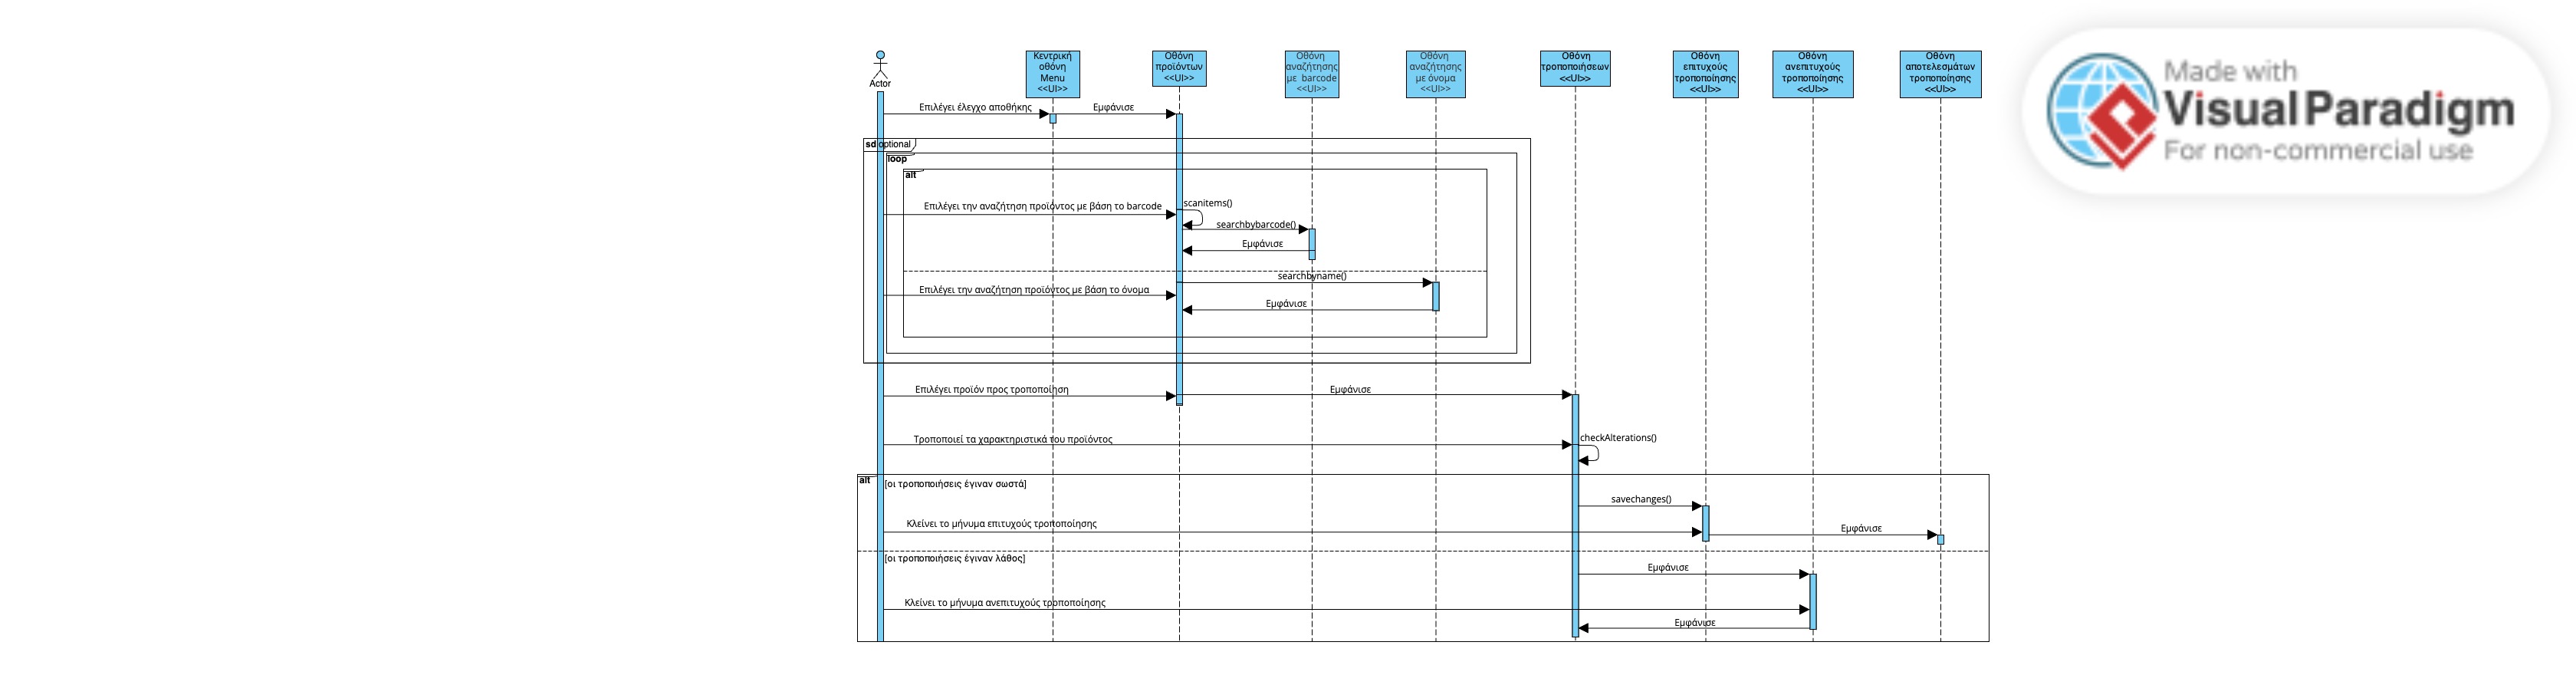 Actor
Κεντρική
οθόνη
Menu
<<UI>>
Οθόνη
προϊόντων
<<UI>>
Οθόνη
αναζήτησης
με barcode
<<UI>>
Οθόνη
αναζήτησης
με όνομα
<<UI>>
Οθόνη
τροποποιήσεων
<<UI>>
Οθόνη
επιτυχούς
τροποποίησης
<<UI>>
Οθόνη
ανεπιτυχούς
τροποποίησης
<<UI>>
Οθόνη
αποτελεσμάτων
τροποποίησης
<<UI>>
Made with
Visual Paradigm
For non-commercial use
Επιλέγει έλεγχο αποθήκης
Εμφάνισε
sd optional
loop
alt
Επιλέγει την αναζήτηση προϊόντος με βάση το barcode
scanitems()
searchbybarcode()
Εμφάνισε
searchbyname()
Επιλέγει την αναζήτηση προϊόντος με βάση το όνομα
Εμφάνισε
Επιλέγει προϊόν προς τροποποίηση
Εμφάνισε
Τροποποιεί τα χαρακτηριστικά του προϊόντος
checkAlterations()
alt
[οι τροποποιήσεις έγιναν σωστά]
savechanges()
Κλείνει το μήνυμα επιτυχούς τροποποίησης
Εμφάνισε
[οι τροποποιήσεις έγιναν λάθος]
Εμφάνισε
Κλείνει το μήνυμα ανεπιτυχούς τροποποίησης
Εμφάνισε